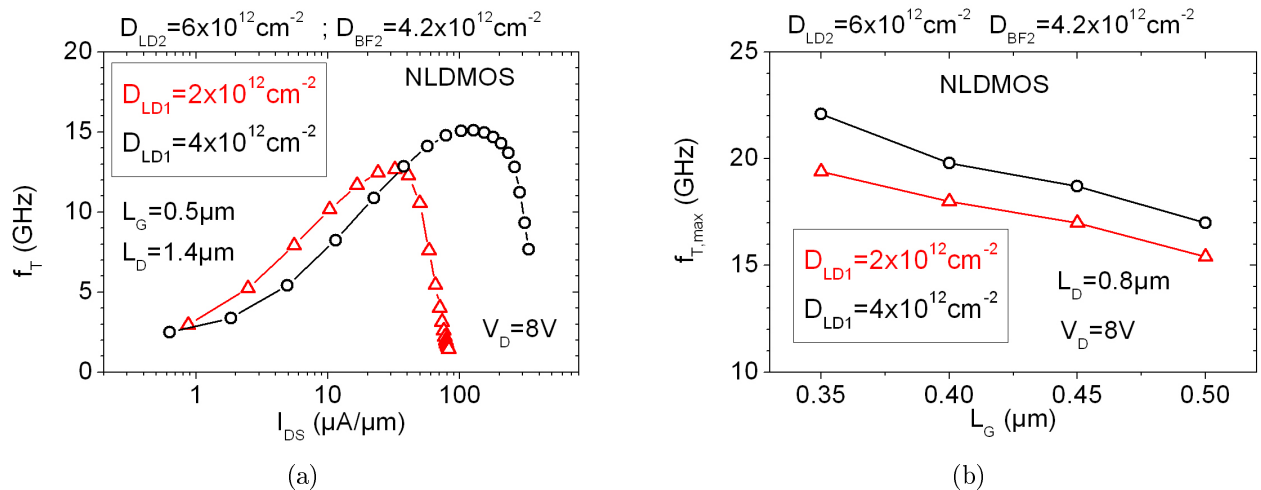 D_LD2=6x10^12cm^-2 ; D_BF2=4.2x10^12cm^-2
20
15
10
5
0
f_T (GHz)
NLDMOS
D_LD1=2x10^12cm^-2
D_LD1=4x10^12cm^-2
L_G=0.5µm
L_D=1.4µm
V_D=8V
1 10 100
I_DS (µA/µm)
(a)
D_LD2=6x10^12cm^-2 D_BF2=4.2x10^12cm^-2
25
20
15
10
f_T,max (GHz)
NLDMOS
D_LD1=2x10^12cm^-2
D_LD1=4x10^12cm^-2
L_D=0.8µm
V_D=8V
0.35 0.40 0.45 0.50
L_G (µm)
(b)